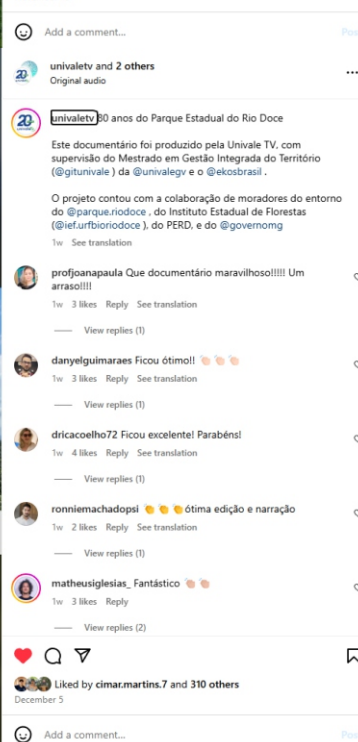 Add a comment...
Pos
univaletv and 2 others
Original audio
univaletv 80 anos do Parque Estadual do Rio Doce
Este documentário foi produzido pela Univale TV, com
supervisão do Mestrado em Gestão Integrada do Território
(@gitunivale ) da @univalegv e o @ekosbrasil .
O projeto contou com a colaboração de moradores do entorno
do @parque.riodoce , do Instituto Estadual de Florestas
(@ief.urfbioriodoce ), do PERD, e do @governomg
1w See translation
profjoanapaula Que documentário maravilhoso!!!!! Um
arraso!!!!
1w 3 likes Reply See translation
View replies (1)
danyelguimaraes Ficou ótimo!! 👏🏻👏🏻👏🏻
1w 3 likes Reply See translation
View replies (1)
dricacoelho72 Ficou excelente! Parabéns!
1w 4 likes Reply See translation
View replies (1)
ronniemachadopsi 👏👏👏ótima edição e narração
1w 2 likes Reply See translation
View replies (1)
matheusiglesias_ Fantástico 👏🏻👏🏻
1w 3 likes Reply
View replies (2)
Liked by cimar.martins.7 and 310 others
December 5
Add a comment...
Pos